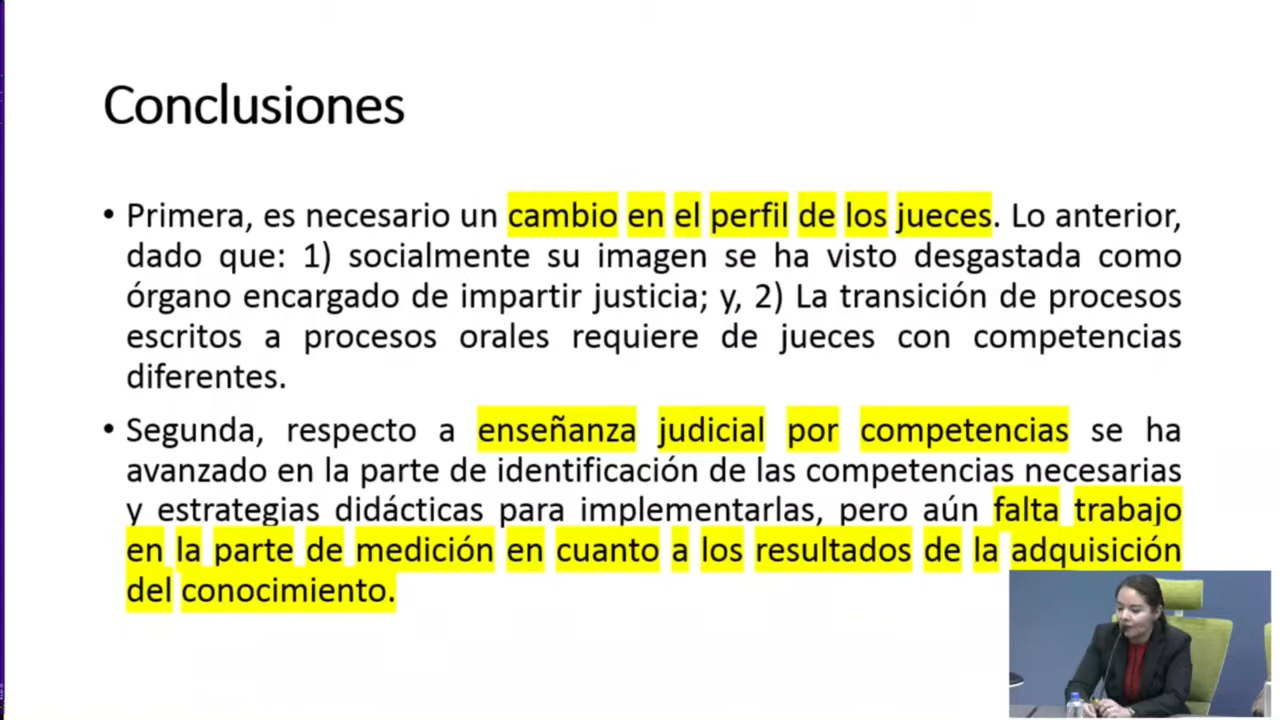 Conclusiones
• Primera, es necesario un cambio en el perfil de los jueces. Lo anterior,
dado que: 1) socialmente su imagen se ha visto desgastada como
órgano encargado de impartir justicia; y, 2) La transición de procesos
escritos a procesos orales requiere de jueces con competencias
diferentes.
• Segunda, respecto a enseñanza judicial por competencias se ha
avanzado en la parte de identificación de las competencias necesarias
y estrategias didácticas para implementarlas, pero aún falta trabajo
en la parte de medición en cuanto a los resultados de la adquisición
del conocimiento.